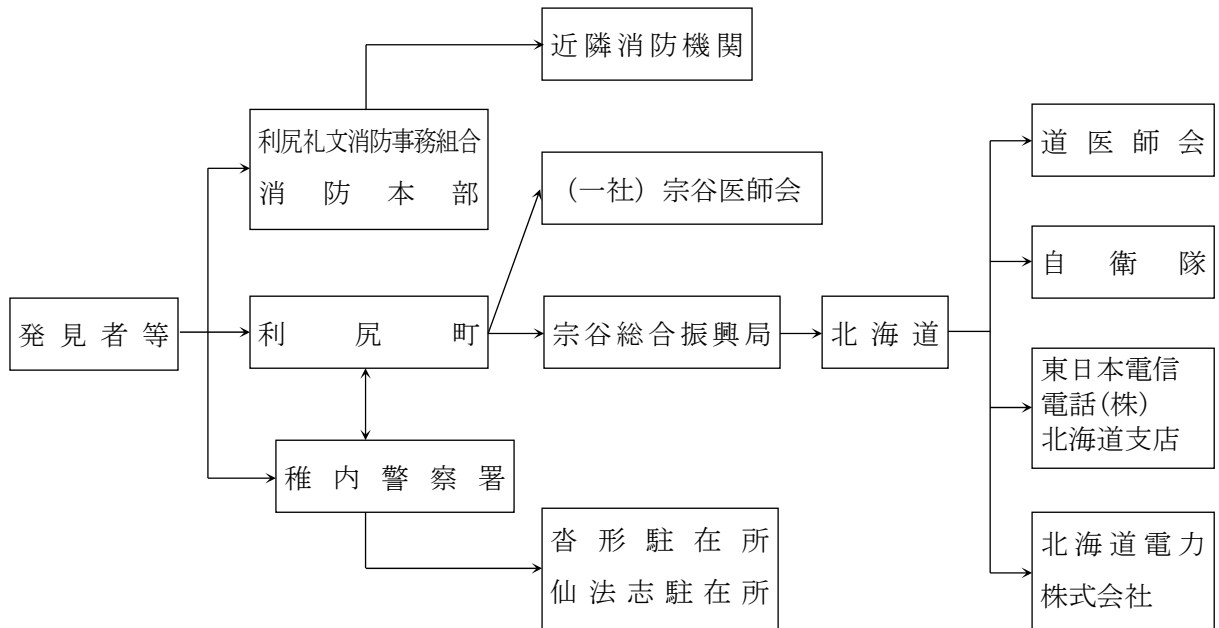 近隣消防機関
利尻礼文消防事務組合
消防本部
道医師会
（一社）宗谷医師会
自衛隊
発見者等
利尻町
宗谷総合振興局
北海道
東日本電信
電話(株)
北海道支店
稚内警察署
沓形駐在所
仙法志駐在所
北海道電力
株式会社